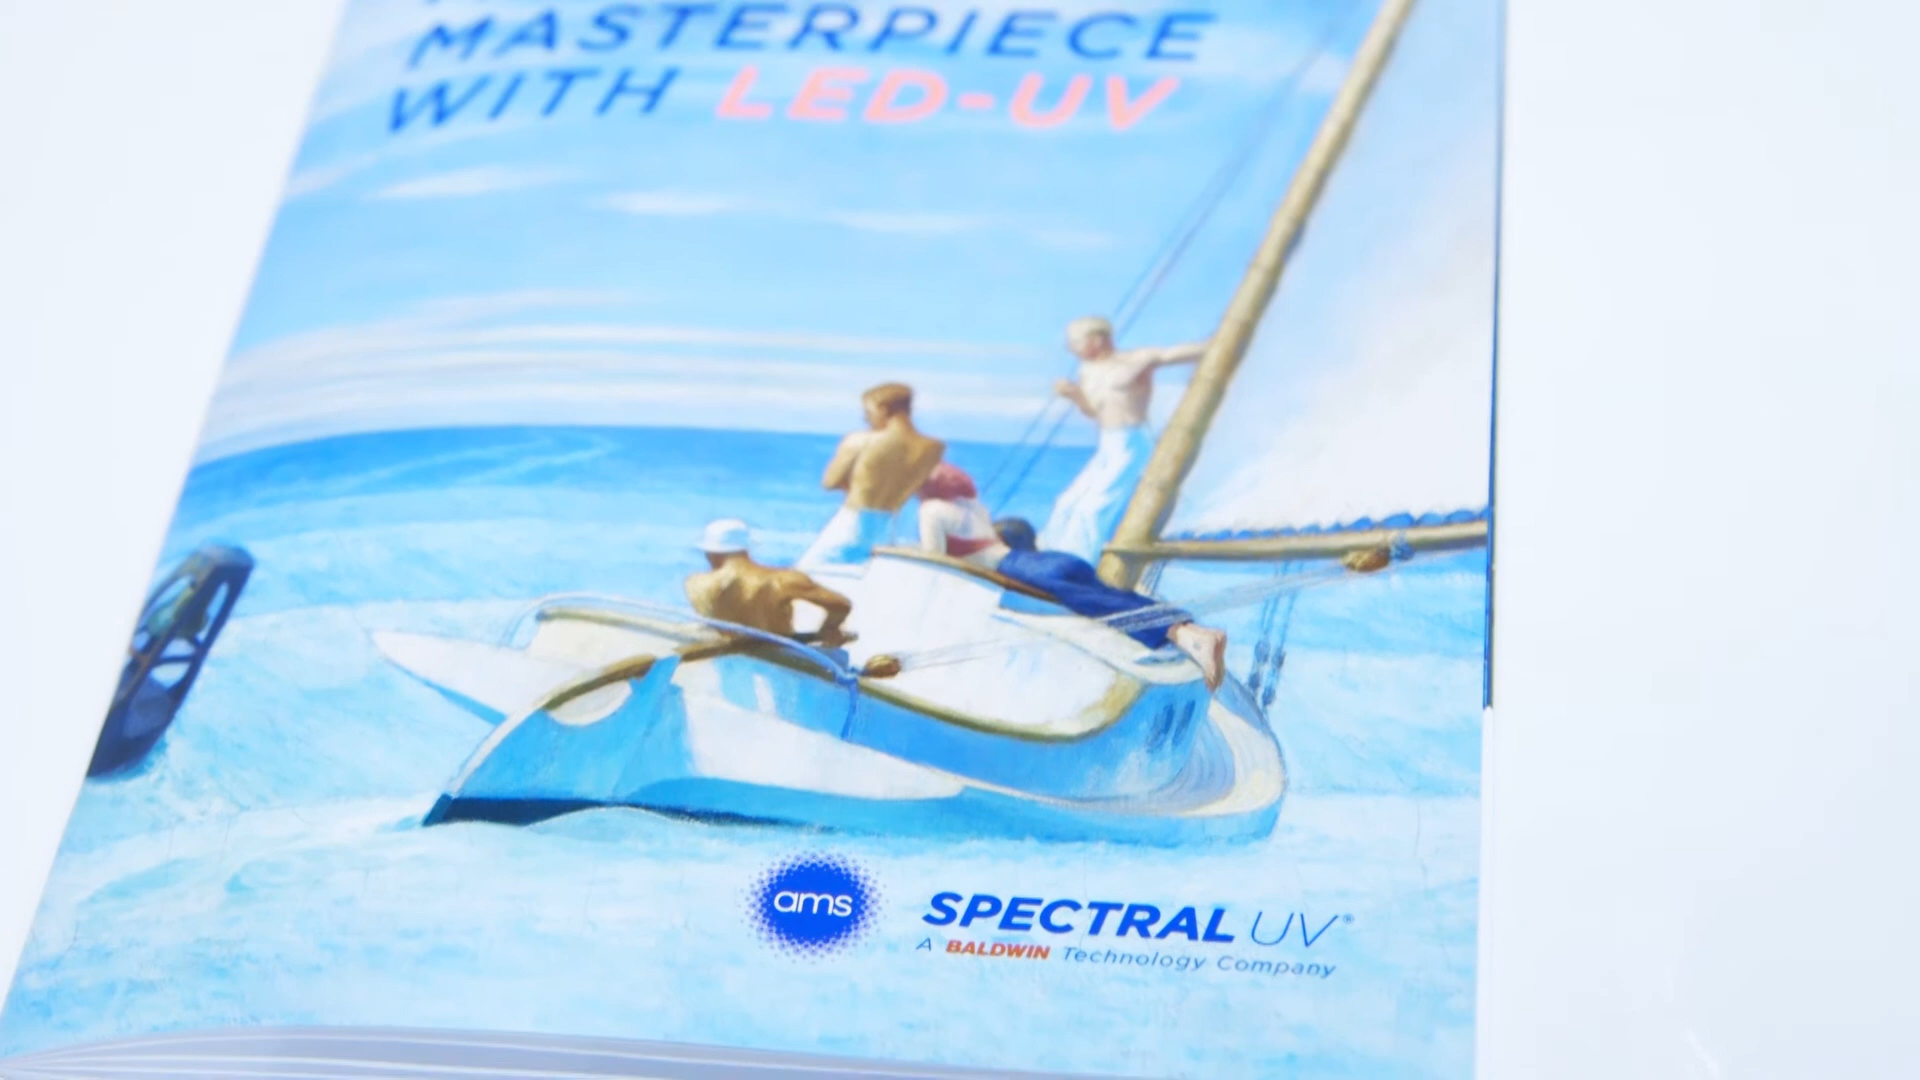 MASTERPIECE
WITH LED-UV
ams
SPECTRAL UV®
A BALDWIN Technology Company